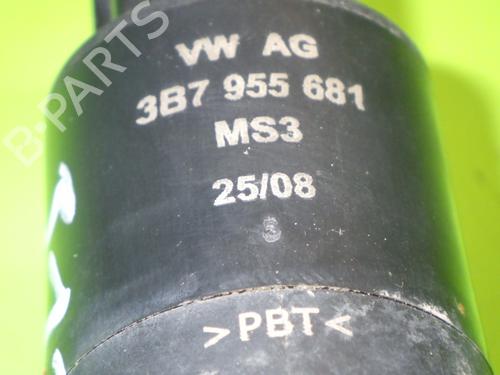 VW AG
3B7 955 681
MS3
25/08
>PBT<
B-PARTS